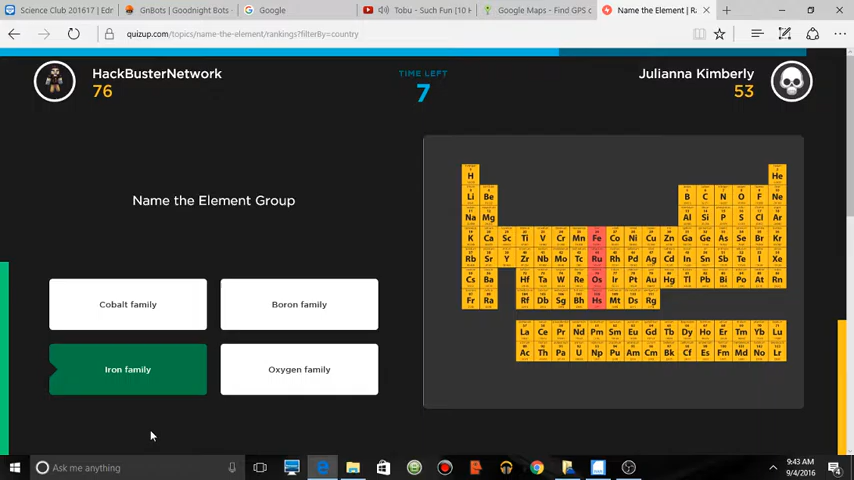 Science Club 201617 | Edr
GnBots | Goodnight Bots -
Google
Tobu - Such Fun [10 H
Google Maps - Find GPS c
Name the Element | Ra
quizup.com/topics/name-the-element/rankings?filterBy=country
HackBusterNetwork
76
TIME LEFT
7
Julianna Kimberly
53
Name the Element Group
Cobalt family
Boron family
Iron family
Oxygen family
H He
Li Be B C N O F Ne
Na Mg Al Si P S Cl Ar
K Ca Sc Ti V Cr Mn Fe Co Ni Cu Zn Ga Ge As Se Br Kr
Rb Sr Y Zr Nb Mo Tc Ru Rh Pd Ag Cd In Sn Sb Te I Xe
Cs Ba Hf Ta W Re Os Ir Pt Au Hg Tl Pb Bi Po At Rn
Fr Ra Rf Db Sg Bh Hs Mt Ds Rg
La Ce Pr Nd Pm Sm Eu Gd Tb Dy Ho Er Tm Yb Lu
Ac Th Pa U Np Pu Am Cm Bk Cf Es Fm Md No Lr
Ask me anything
9:43 AM
9/4/2016
4